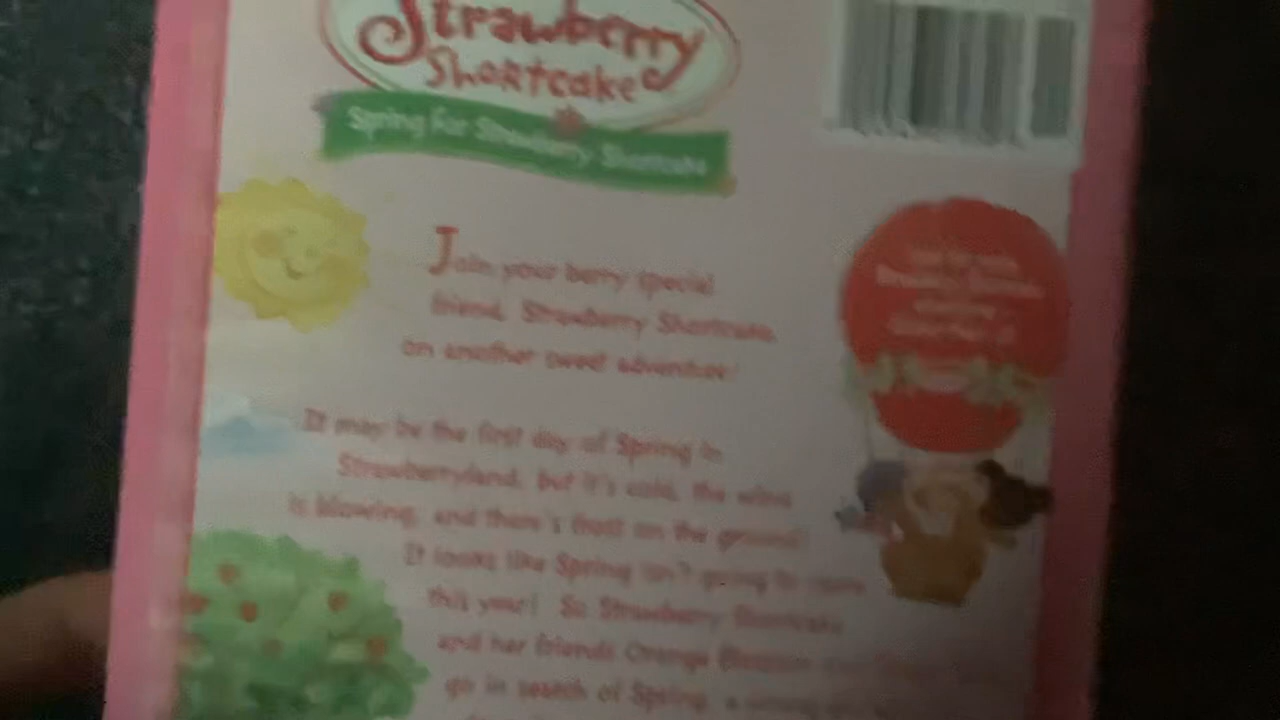 Strawberry
Shortcake
Spring For Strawberry Shortcake
Join your berry special
friend, Strawberry Shortcake,
on another sweet adventure!
It may be the first day of Spring in
Strawberryland, but it's cold, the wind
is blowing, and there's frost on the ground!
It looks like Spring isn't going to come
this year! So Strawberry Shortcake
and her friends Orange Blossom and
go in search of Spring, a